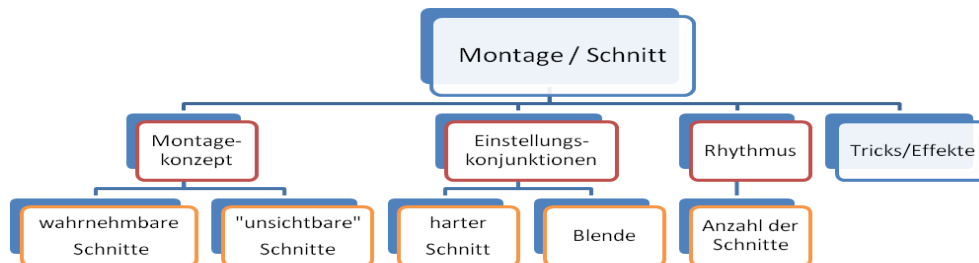 Montage / Schnitt
Montage-
konzept
Einstellungs-
konjunktionen
Rhythmus
Tricks/Effekte
wahrnehmbare
Schnitte
"unsichtbare"
Schnitte
harter
Schnitt
Blende
Anzahl der
Schnitte